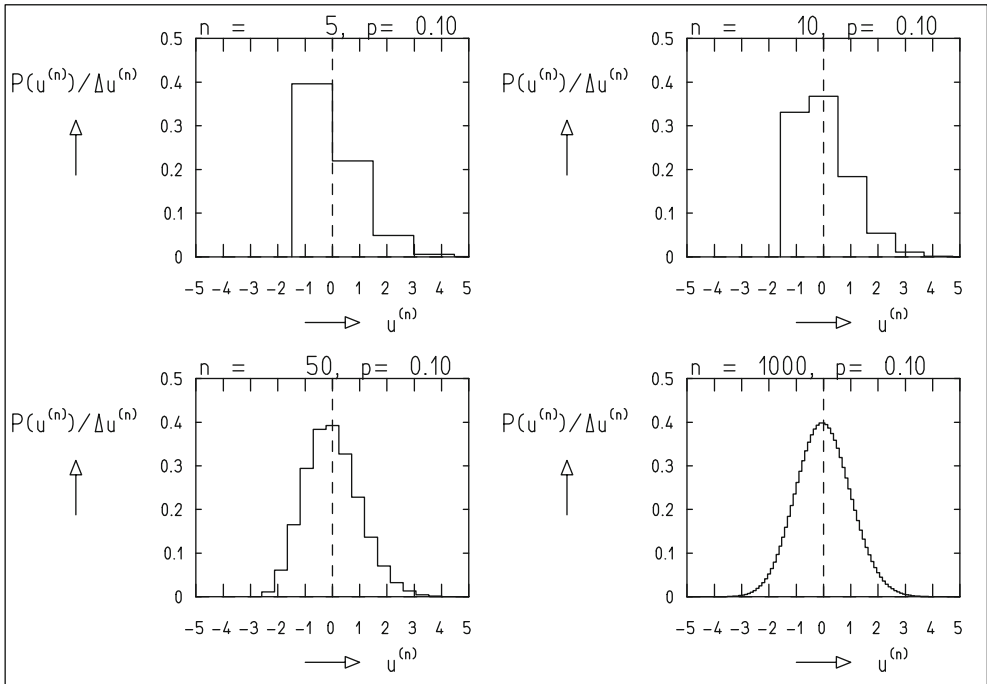 n = 5, p= 0.10
0.5
0.4
0.3
0.2
0.1
0
P(u^(n))/Δu^(n)
-5 -4 -3 -2 -1 0 1 2 3 4 5
u^(n)
n = 10, p= 0.10
0.5
0.4
0.3
0.2
0.1
0
P(u^(n))/Δu^(n)
-5 -4 -3 -2 -1 0 1 2 3 4 5
u^(n)
n = 50, p= 0.10
0.5
0.4
0.3
0.2
0.1
0
P(u^(n))/Δu^(n)
-5 -4 -3 -2 -1 0 1 2 3 4 5
u^(n)
n = 1000, p= 0.10
0.5
0.4
0.3
0.2
0.1
0
P(u^(n))/Δu^(n)
-5 -4 -3 -2 -1 0 1 2 3 4 5
u^(n)